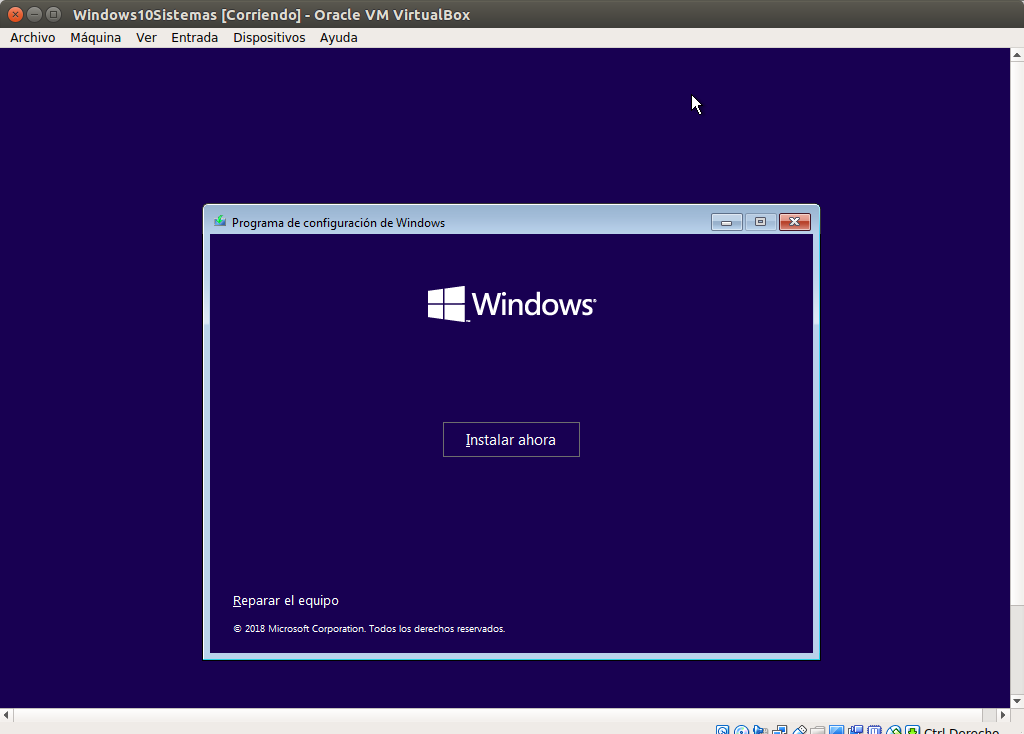 Windows10Sistemas [Corriendo] - Oracle VM VirtualBox
Archivo Máquina Ver Entrada Dispositivos Ayuda
Programa de configuración de Windows
Windows
Instalar ahora
Reparar el equipo
© 2018 Microsoft Corporation. Todos los derechos reservados.
Ctrl Derecho